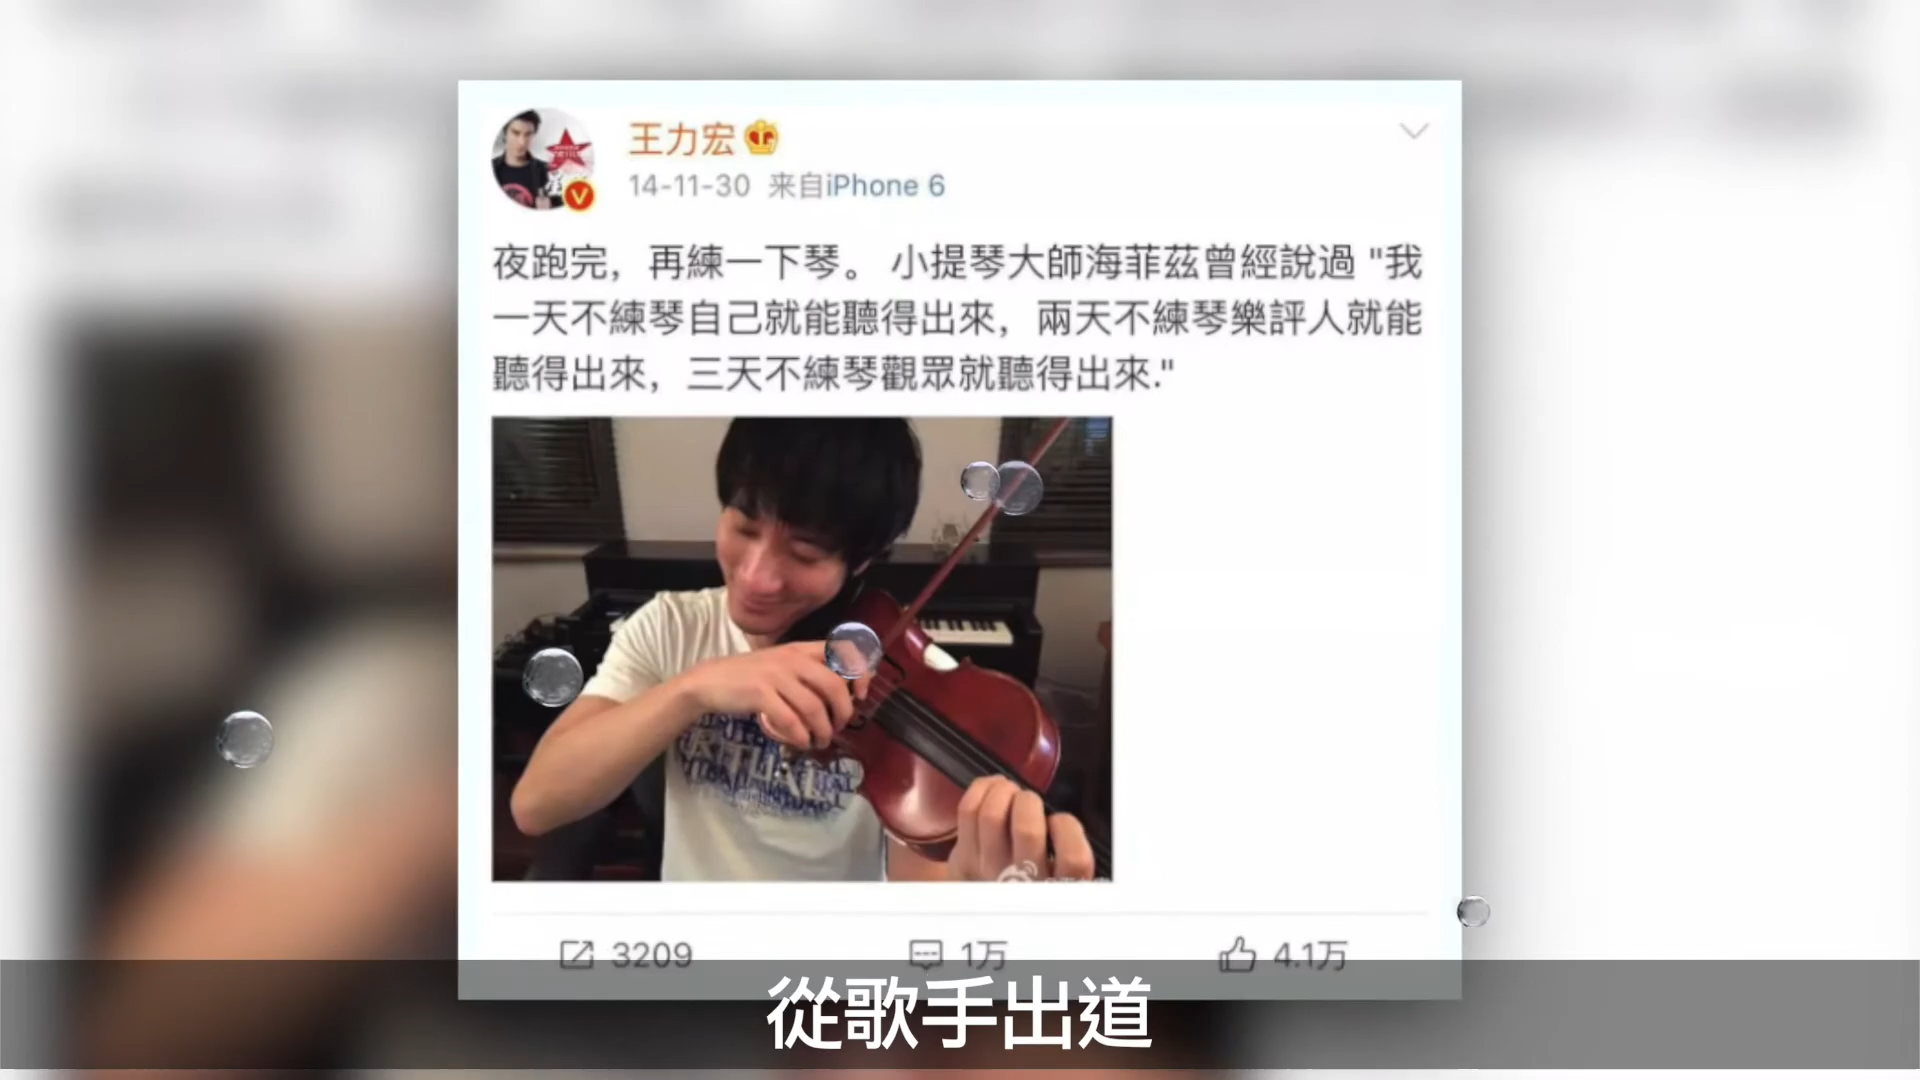 王力宏
14-11-30 来自iPhone 6
夜跑完，再練一下琴。 小提琴大師海菲茲曾經說過 "我
一天不練琴自己就能聽得出來，兩天不練琴樂評人就能
聽得出來，三天不練琴觀眾就聽得出來."
3209
1万
4.1万
從歌手出道